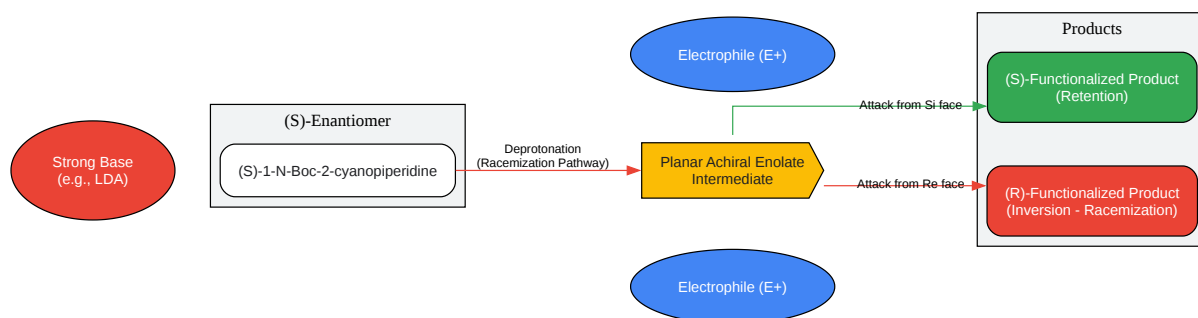 Electrophile (E+)
Products
(S)-Functionalized Product
(Retention)
Attack from Si face
(S)-Enantiomer
Strong Base
(e.g., LDA)
(S)-1-N-Boc-2-cyanopiperidine
Deprotonation
(Racemization Pathway)
Planar Achiral Enolate
Intermediate
Attack from Re face
(R)-Functionalized Product
(Inversion - Racemization)
Electrophile (E+)